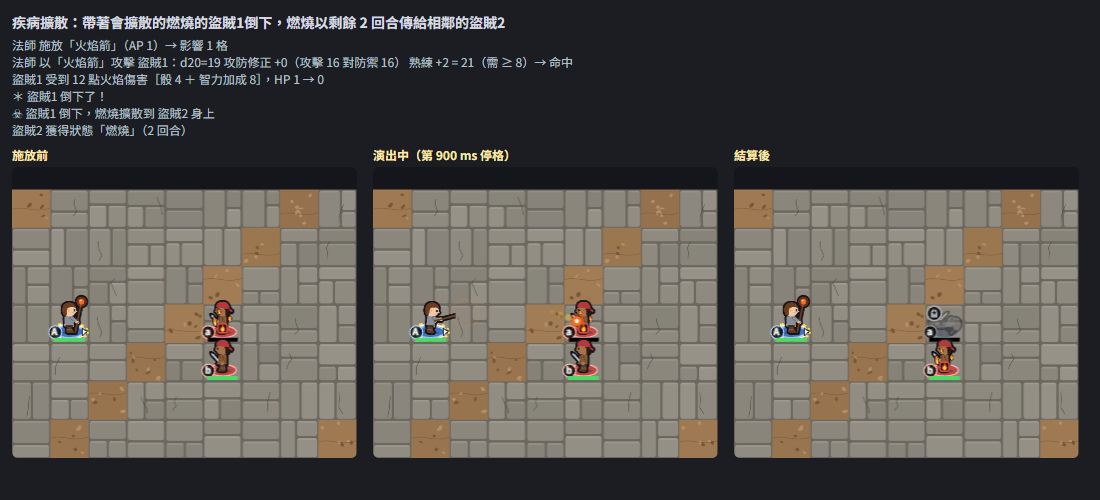 疾病擴散：帶著會擴散的燃燒的盜賊1倒下，燃燒以剩餘 2 回合傳給相鄰的盜賊2
法師 施放「火焰箭」（AP 1）→ 影響 1 格
法師 以「火焰箭」攻擊 盜賊1：d20=19 攻防修正 +0（攻擊 16 對防禦 16） 熟練 +2 = 21（需 ≥ 8）→ 命中
盜賊1 受到 12 點火焰傷害［骰 4 ＋ 智力加成 8］，HP 1 → 0
＊ 盜賊1 倒下了！
☣ 盜賊1 倒下，燃燒擴散到 盜賊2 身上
盜賊2 獲得狀態「燃燒」（2 回合）
施放前 演出中（第 900 ms 停格） 結算後
A a b
A a b
A a b